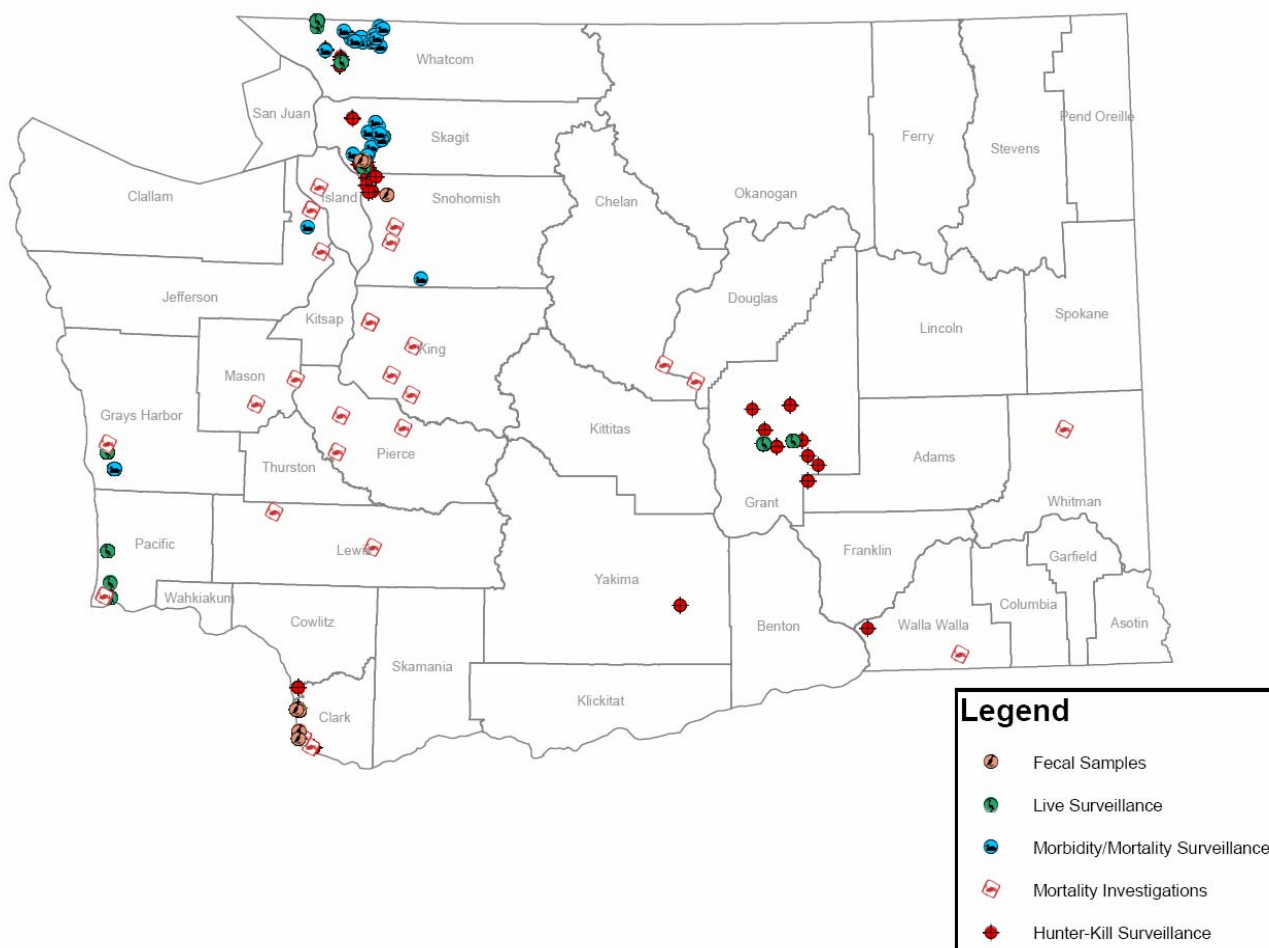 Whatcom
San Juan
Skagit
Pend Oreille
Ferry
Stevens
Clallam
Island
Snohomish
Chelan
Okanogan
Jefferson
Kitsap
Douglas
Lincoln
Spokane
King
Mason
Grays Harbor
Kittitas
Pierce
Thurston
Adams
Grant
Whitman
Pacific
Lewis
Franklin
Garfield
Yakima
Wahkiakum
Cowlitz
Benton
Walla Walla
Columbia
Asotin
Skamania
Klickitat
Clark
Legend
Fecal Samples
Live Surveillance
Morbidity/Mortality Surveillance
Mortality Investigations
Hunter-Kill Surveillance